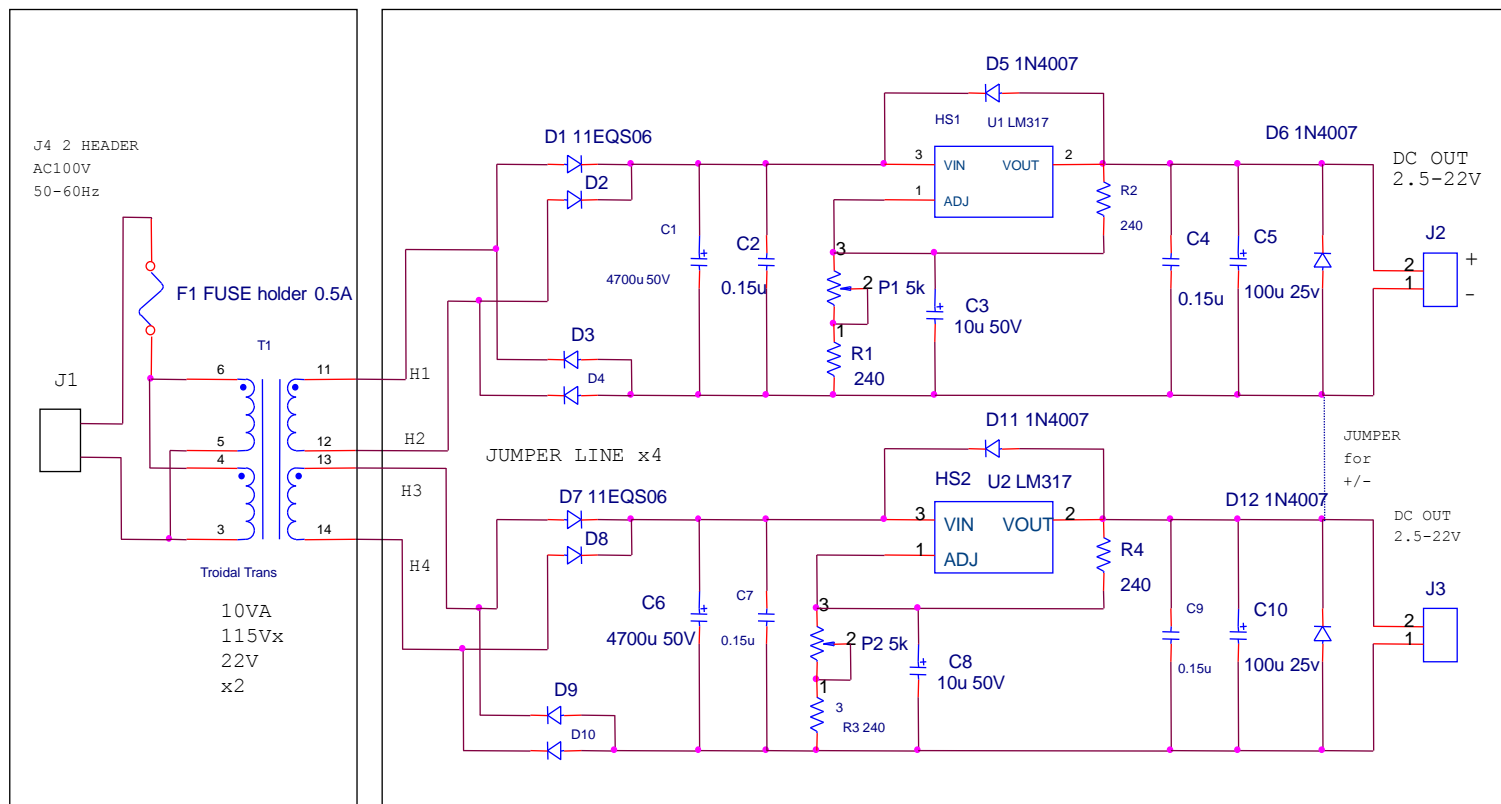 J4 2 HEADER
AC100V
50-60Hz
F1 FUSE holder 0.5A
T1
J1
6
5
4
3
11
12
13
14
Troidal Trans
10VA
115Vx
22V
x2
H1
H2
H3
H4
JUMPER LINE x4
D5 1N4007
HS1
U1 LM317
D1 11EQS06
D2
3
VIN
VOUT
2
1
ADJ
R2
240
D6 1N4007
DC OUT
2.5-22V
C1
+
4700u 50V
C2
0.15u
3
2
P1 5k
1
R1
240
+
C3
10u 50V
C4
0.15u
+
C5
100u 25v
J2
2
1
+
-
D3
D4
D11 1N4007
HS2
U2 LM317
D7 11EQS06
D8
3
VIN
VOUT
2
1
ADJ
R4
240
D12 1N4007
JUMPER
for
+/-
DC OUT
2.5-22V
C6
+
4700u 50V
C7
0.15u
3
2
P2 5k
1
3
R3 240
+
C8
10u 50V
C9
0.15u
+
C10
100u 25v
J3
2
1
D9
D10